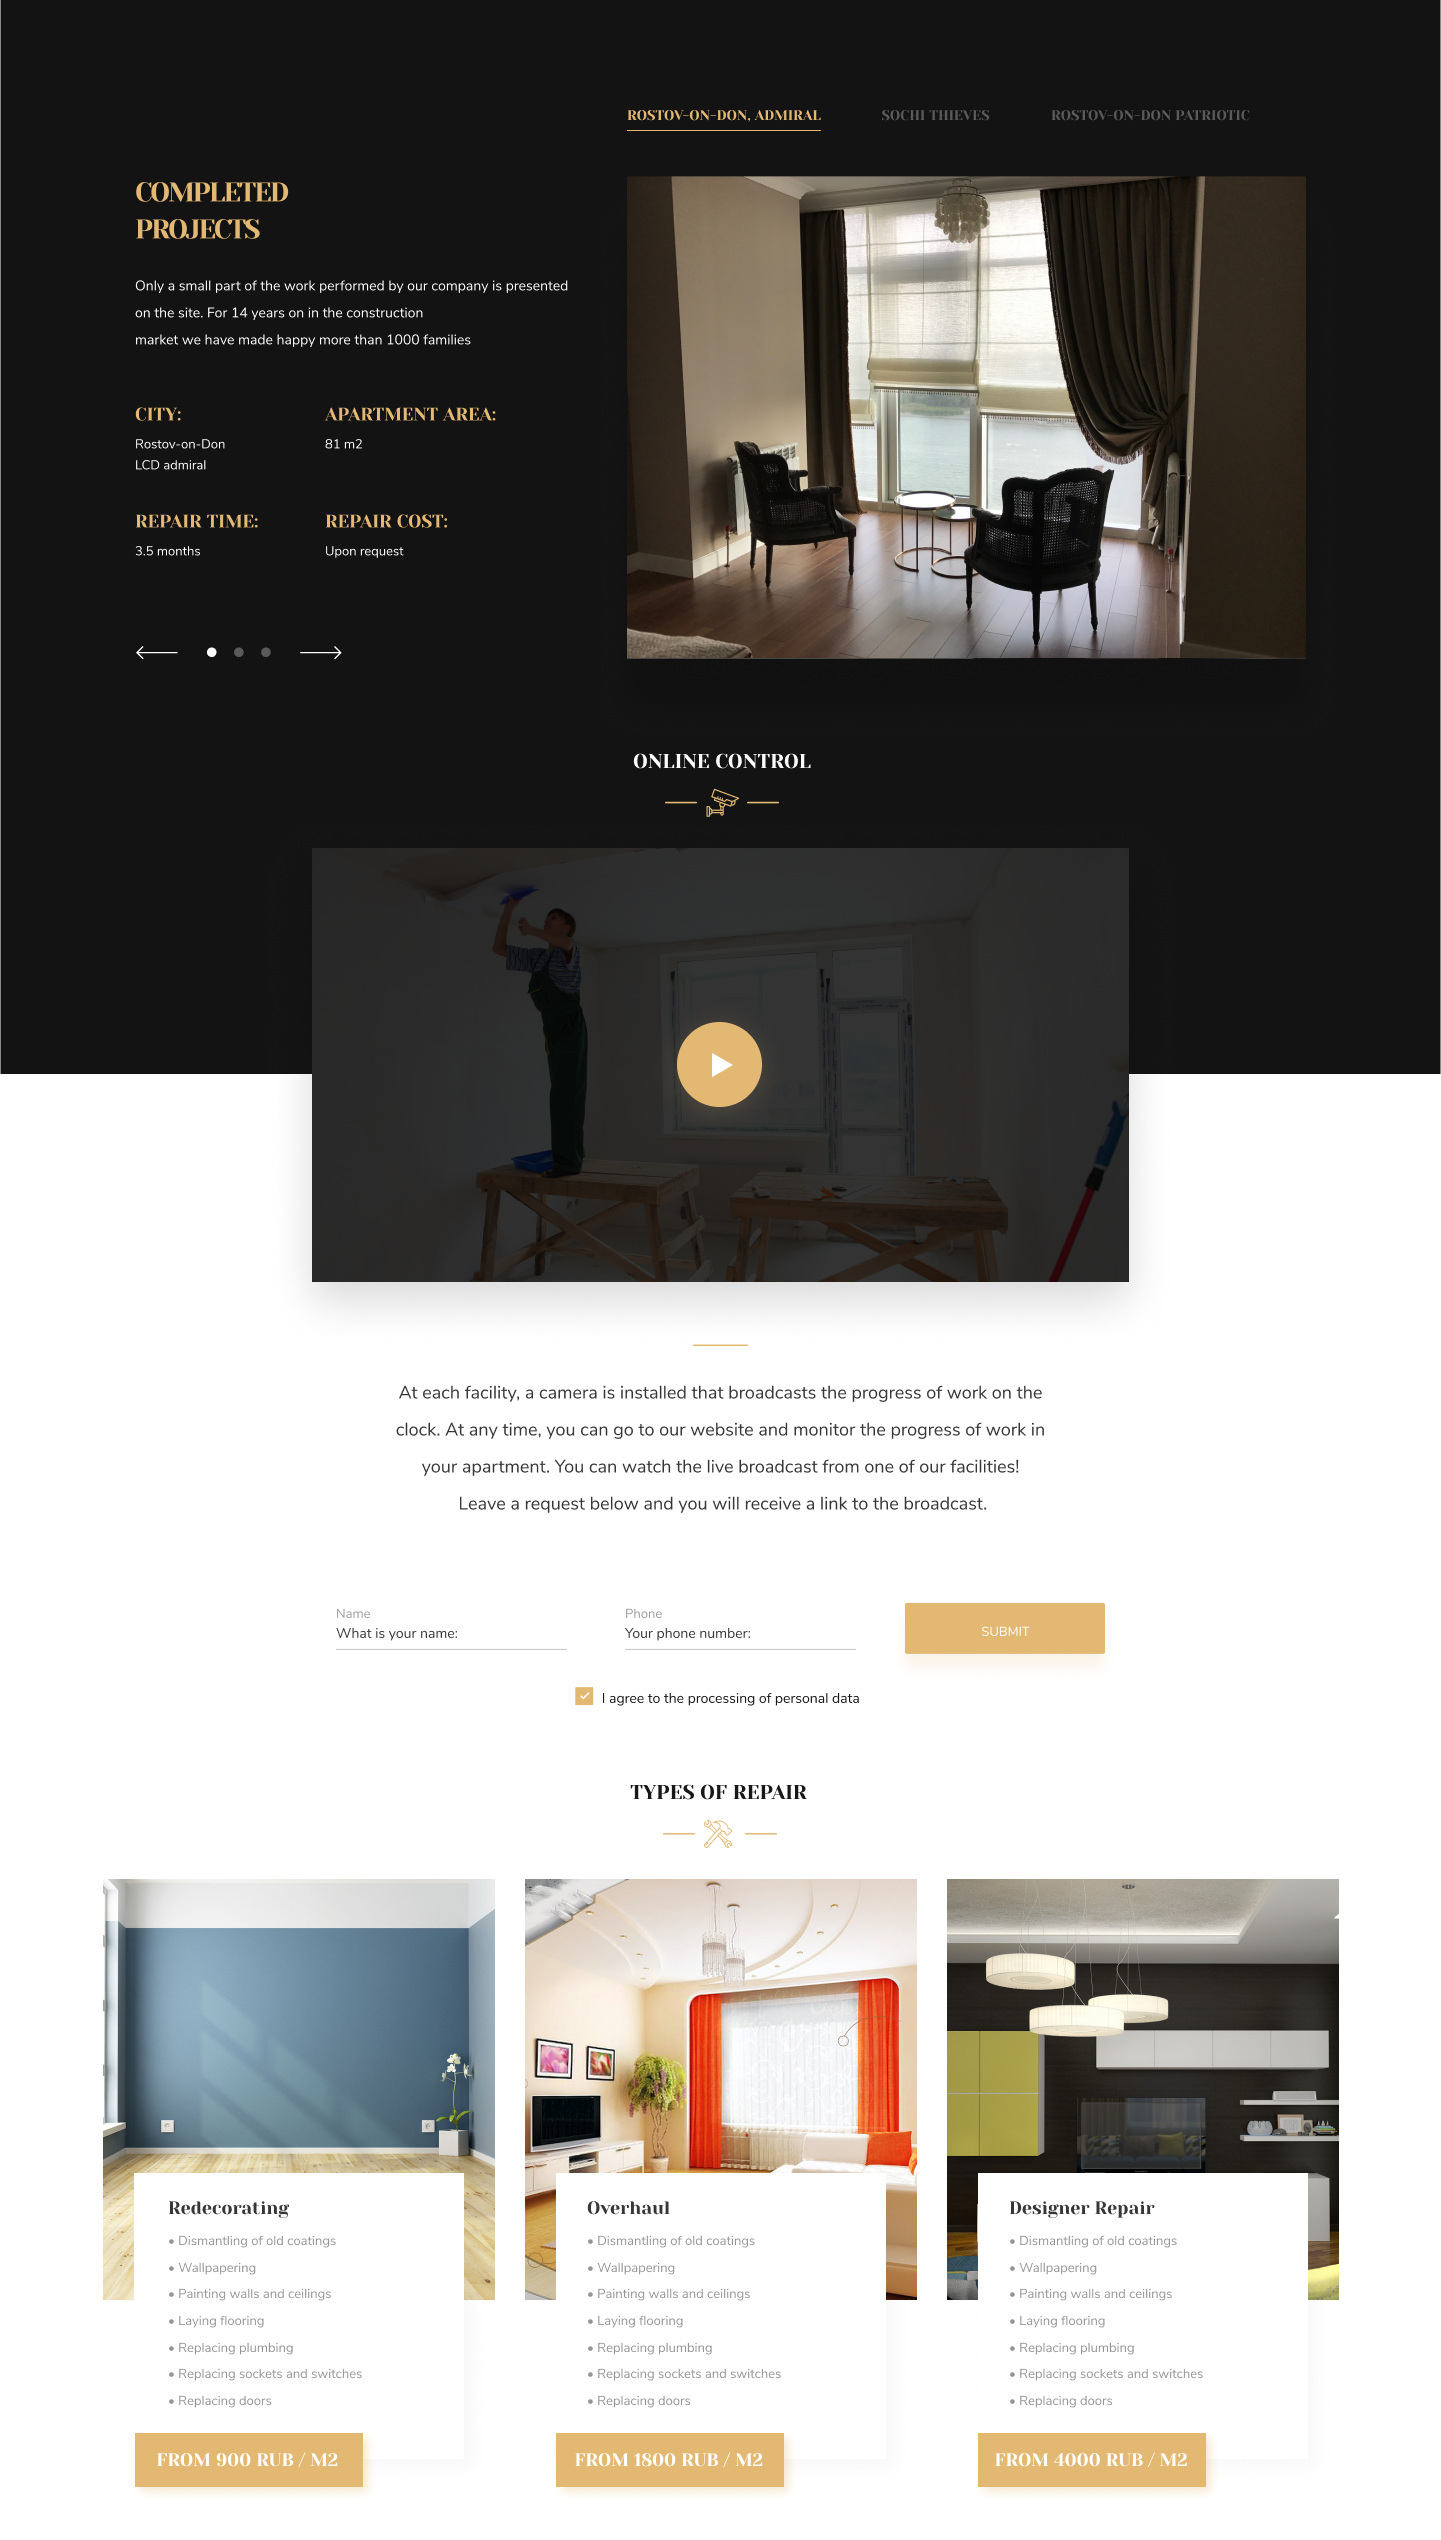 ROSTOV-ON-DON, ADMIRAL
SOCHI THIEVES
ROSTOV-ON-DON PATRIOTIC
COMPLETED
PROJECTS
Only a small part of the work performed by our company is presented
on the site. For 14 years on in the construction
market we have made happy more than 1000 families
CITY:
Rostov-on-Don
LCD admiral
APARTMENT AREA:
81 m2
REPAIR TIME:
3.5 months
REPAIR COST:
Upon request
ONLINE CONTROL
At each facility, a camera is installed that broadcasts the progress of work on the
clock. At any time, you can go to our website and monitor the progress of work in
your apartment. You can watch the live broadcast from one of our facilities!
Leave a request below and you will receive a link to the broadcast.
Name
What is your name:
Phone
Your phone number:
SUBMIT
I agree to the processing of personal data
TYPES OF REPAIR
Redecorating
• Dismantling of old coatings
• Wallpapering
• Painting walls and ceilings
• Laying flooring
• Replacing plumbing
• Replacing sockets and switches
• Replacing doors
FROM 900 RUB / M2
Overhaul
• Dismantling of old coatings
• Wallpapering
• Painting walls and ceilings
• Laying flooring
• Replacing plumbing
• Replacing sockets and switches
• Replacing doors
FROM 1800 RUB / M2
Designer Repair
• Dismantling of old coatings
• Wallpapering
• Painting walls and ceilings
• Laying flooring
• Replacing plumbing
• Replacing sockets and switches
• Replacing doors
FROM 4000 RUB / M2